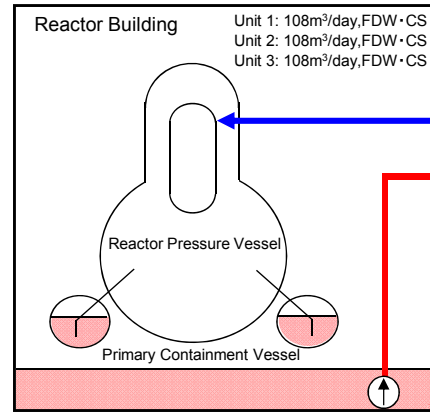 Reactor Building
Unit 1: 108m³/day,FDW・CS
Unit 2: 108m³/day,FDW・CS
Unit 3: 108m³/day,FDW・CS
Reactor Pressure Vessel
Primary Containment Vessel